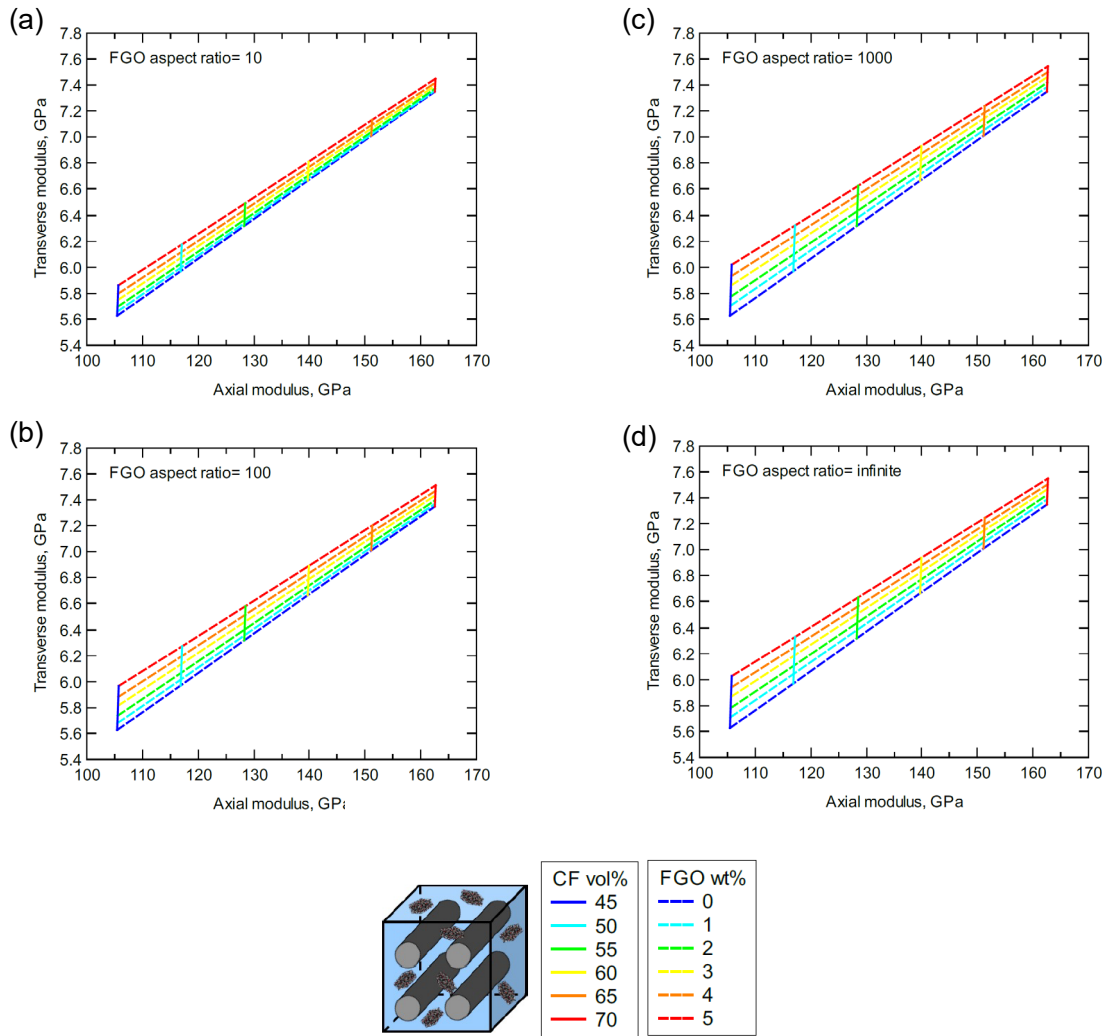 (a)
FGO aspect ratio= 10
7.8
7.6
7.4
7.2
7.0
6.8
6.6
6.4
6.2
6.0
5.8
5.6
5.4
Transverse modulus, GPa
100 110 120 130 140 150 160 170
Axial modulus, GPa
(c)
FGO aspect ratio= 1000
7.8
7.6
7.4
7.2
7.0
6.8
6.6
6.4
6.2
6.0
5.8
5.6
5.4
Transverse modulus, GPa
100 110 120 130 140 150 160 170
Axial modulus, GPa
(b)
FGO aspect ratio= 100
7.8
7.6
7.4
7.2
7.0
6.8
6.6
6.4
6.2
6.0
5.8
5.6
5.4
Transverse modulus, GPa
100 110 120 130 140 150 160 170
Axial modulus, GPa
(d)
FGO aspect ratio= infinite
7.8
7.6
7.4
7.2
7.0
6.8
6.6
6.4
6.2
6.0
5.8
5.6
5.4
Transverse modulus, GPa
100 110 120 130 140 150 160 170
Axial modulus, GPa
CF vol%
45
50
55
60
65
70
FGO wt%
0
1
2
3
4
5